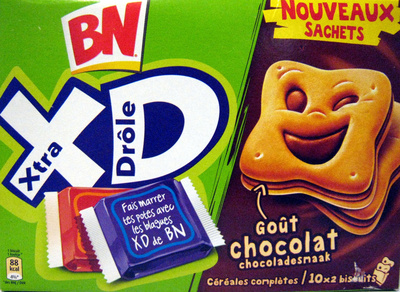 BN
NOUVEAUX
SACHETS
XD
Xtra
Drôle
Fais marrer
tes potes avec
les blagues
XD de BN
Goût
chocolat
chocoladesmaak
Céréales complètes / 10x2 biscuits
88
kcal